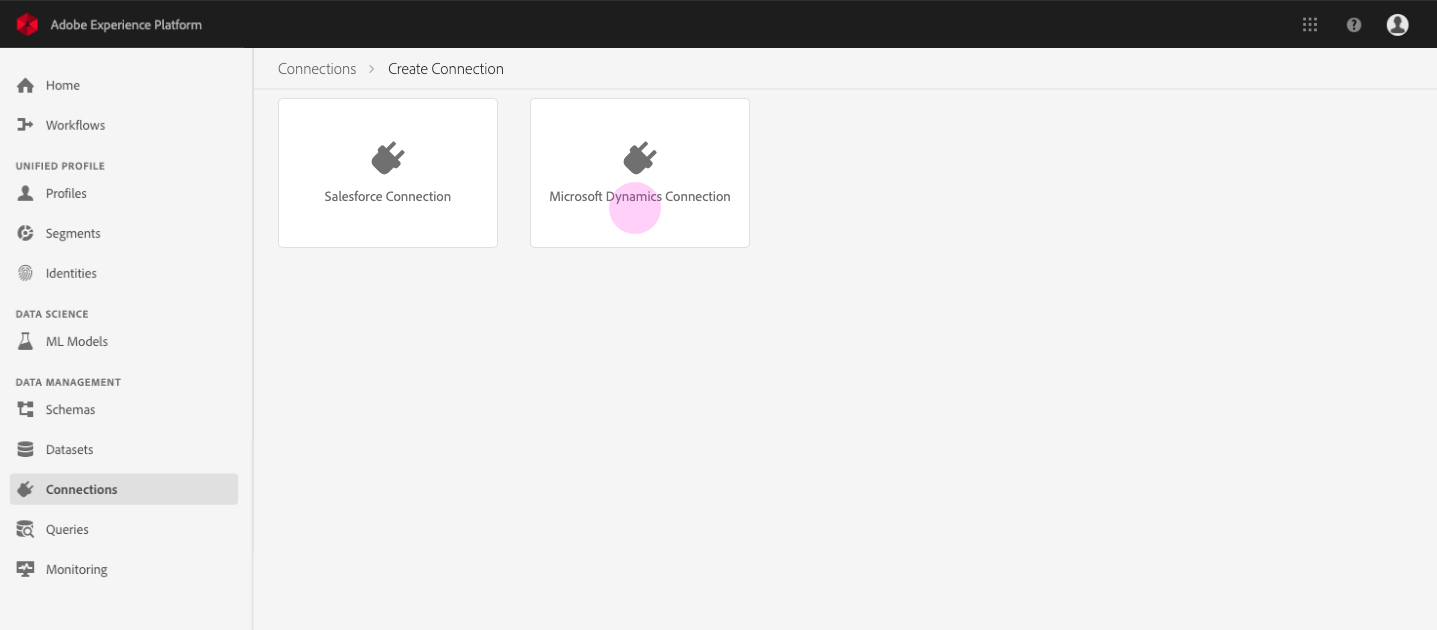 Adobe Experience Platform
Connections > Create Connection
Home
Workflows
UNIFIED PROFILE
Profiles
Segments
Identities
DATA SCIENCE
ML Models
DATA MANAGEMENT
Schemas
Datasets
Connections
Queries
Monitoring
Salesforce Connection
Microsoft Dynamics Connection